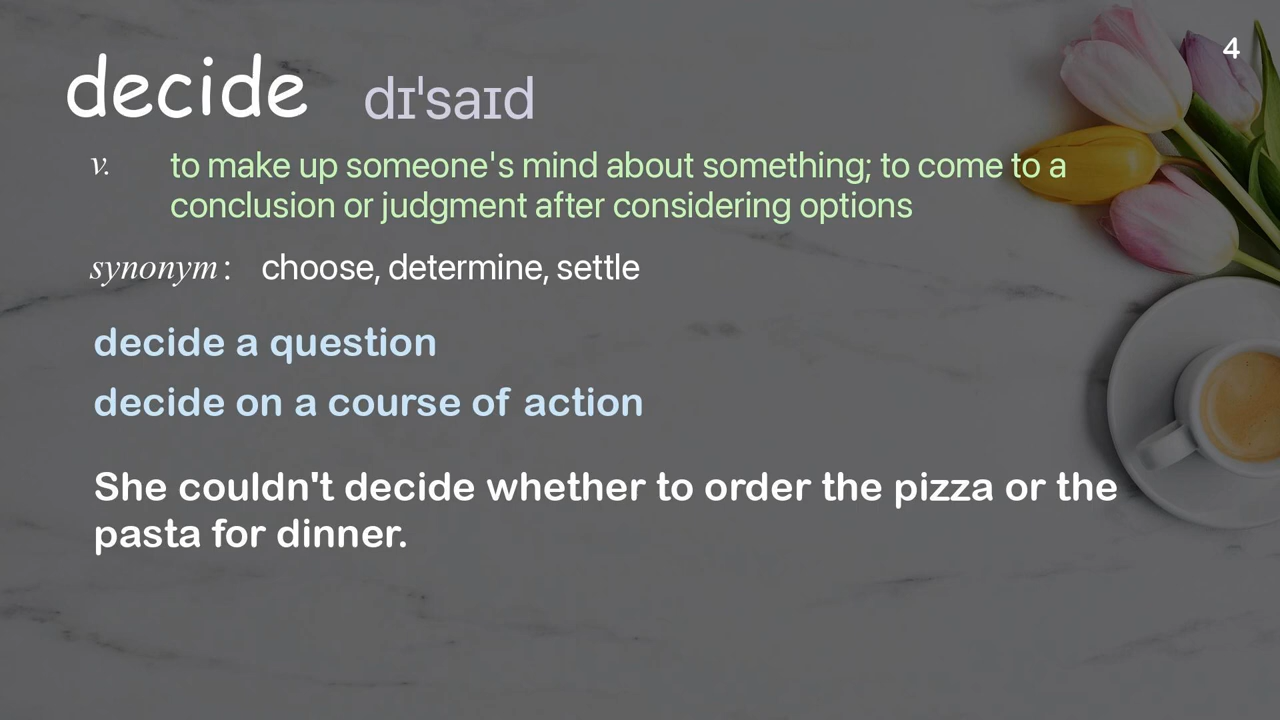 4
decide dɪˈsaɪd
v. to make up someone's mind about something; to come to a
conclusion or judgment after considering options
synonym: choose, determine, settle
decide a question
decide on a course of action
She couldn't decide whether to order the pizza or the
pasta for dinner.